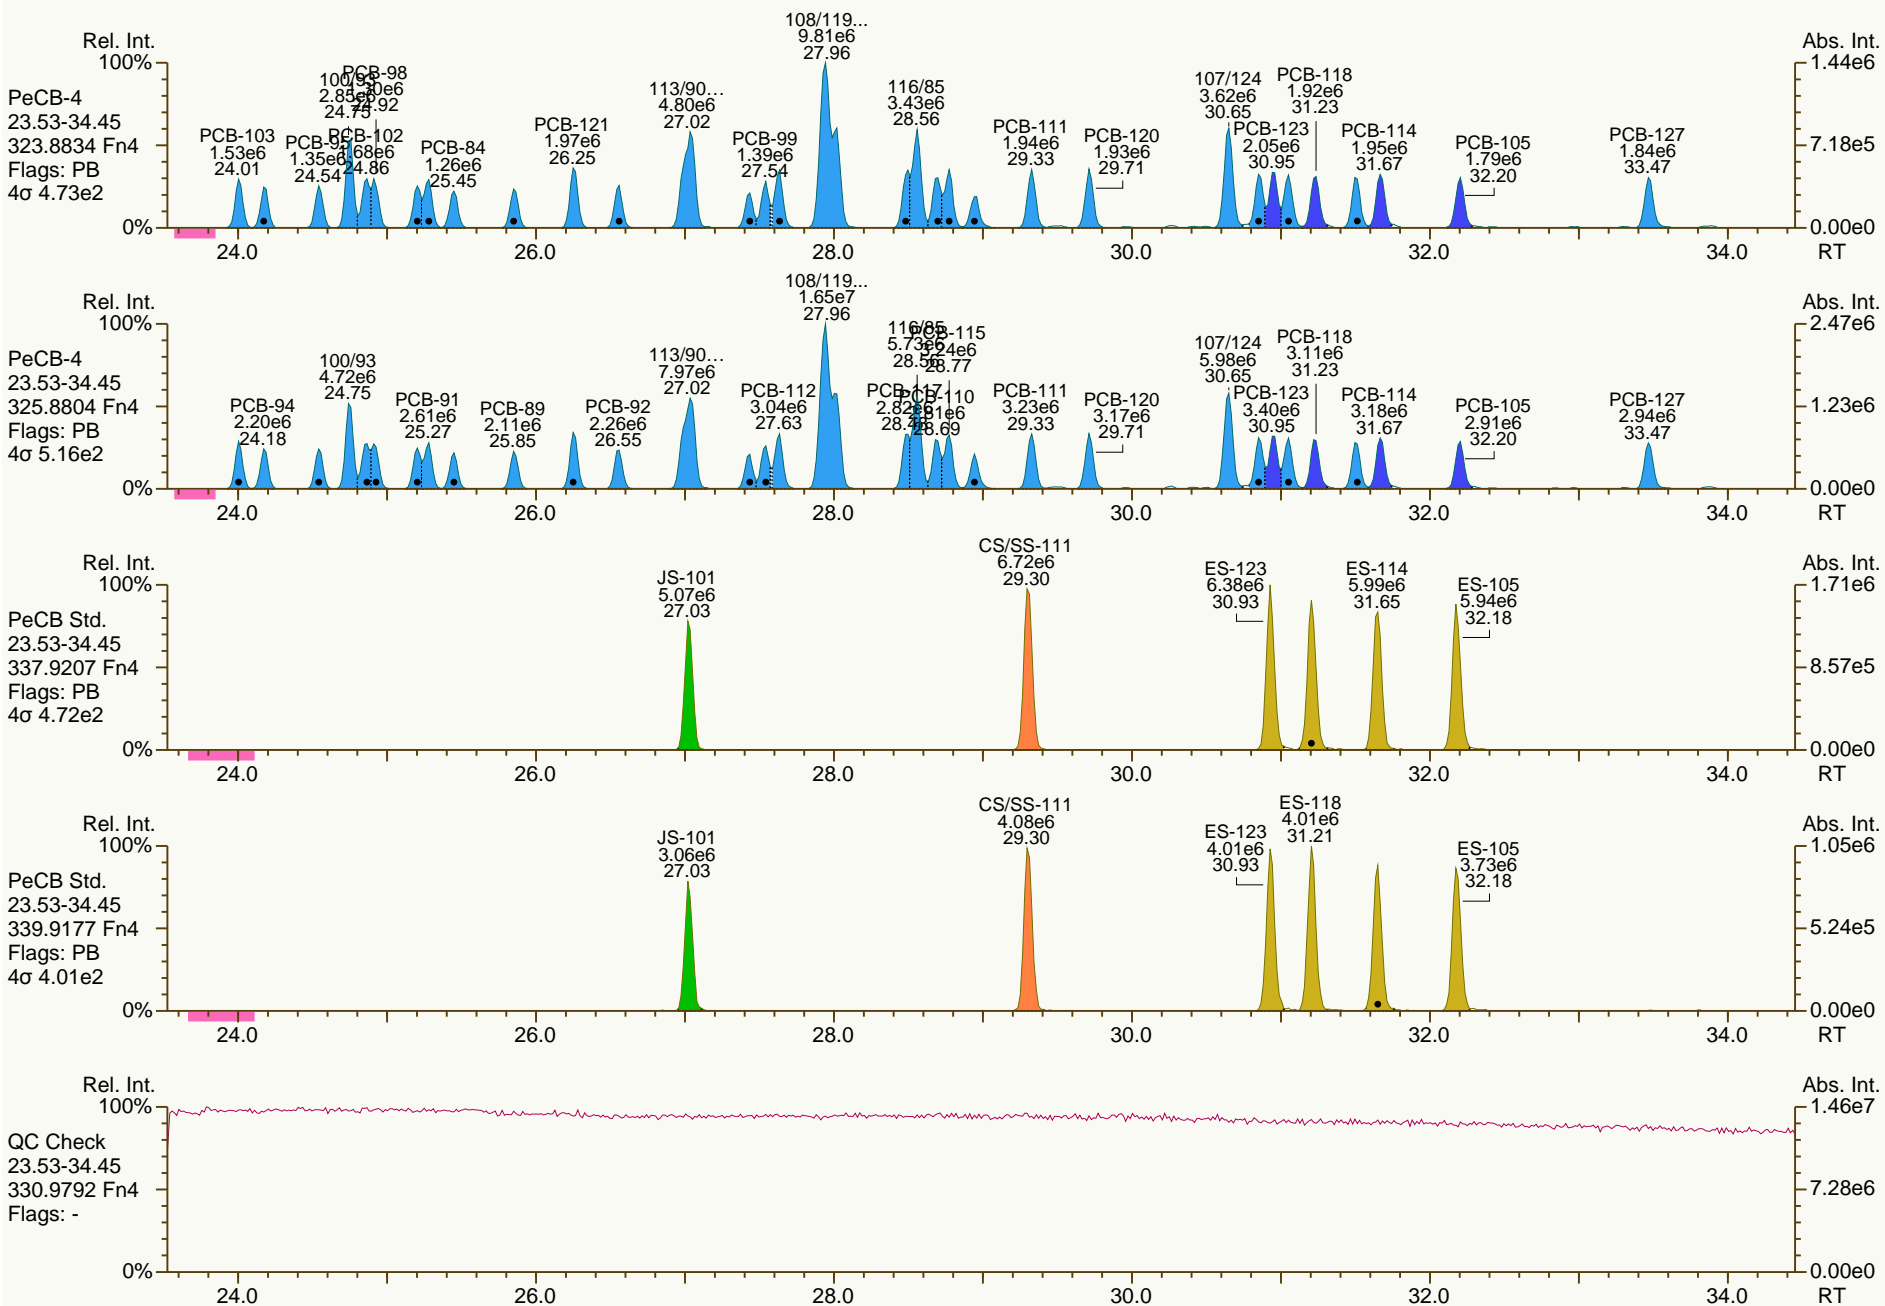 108/119...
9.81e6
27.96
Rel. Int.
Abs. Int.
100%
1.44e6
PeCB-4
23.53-34.45
323.8834 Fn4
Flags: PB
4σ 4.73e2
7.18e5
0%
0.00e0
PCB-103
1.53e6
24.01
1.35e6
24.54
100/93
2.85e6
24.75
PCB-98
24.92
PCB-102
24.86
PCB-84
1.26e6
25.45
PCB-121
1.97e6
26.25
113/90...
4.80e6
27.02
PCB-99
1.39e6
27.54
116/85
3.43e6
28.56
PCB-111
1.94e6
29.33
PCB-120
1.93e6
29.71
107/124
3.62e6
30.65
PCB-123
2.05e6
30.95
PCB-118
1.92e6
31.23
PCB-114
1.95e6
31.67
PCB-105
1.79e6
32.20
PCB-127
1.84e6
33.47
24.0 26.0 28.0 30.0 32.0 34.0 RT
108/119...
1.65e7
27.96
Rel. Int.
Abs. Int.
100%
2.47e6
PeCB-4
23.53-34.45
325.8804 Fn4
Flags: PB
4σ 5.16e2
1.23e6
0%
0.00e0
PCB-94
2.20e6
24.18
100/93
4.72e6
24.75
PCB-91
2.61e6
25.27
PCB-89
2.11e6
25.85
PCB-92
2.26e6
26.55
113/90...
7.97e6
27.02
PCB-112
3.04e6
27.63
PCB-117
116/85
5.73e6
28.56
PCB-110
28.69
PCB-115
28.77
PCB-111
3.23e6
29.33
PCB-120
3.17e6
29.71
107/124
5.98e6
30.65
PCB-123
3.40e6
30.95
PCB-118
3.11e6
31.23
PCB-114
3.18e6
31.67
PCB-105
2.91e6
32.20
PCB-127
2.94e6
33.47
24.0 26.0 28.0 30.0 32.0 34.0 RT
Rel. Int.
Abs. Int.
100%
1.71e6
PeCB Std.
23.53-34.45
337.9207 Fn4
Flags: PB
4σ 4.72e2
8.57e5
0%
0.00e0
JS-101
5.07e6
27.03
CS/SS-111
6.72e6
29.30
ES-123
6.38e6
30.93
ES-114
5.99e6
31.65
ES-105
5.94e6
32.18
24.0 26.0 28.0 30.0 32.0 34.0 RT
Rel. Int.
Abs. Int.
100%
1.05e6
PeCB Std.
23.53-34.45
339.9177 Fn4
Flags: PB
4σ 4.01e2
5.24e5
0%
0.00e0
JS-101
3.06e6
27.03
CS/SS-111
4.08e6
29.30
ES-123
4.01e6
30.93
ES-118
4.01e6
31.21
ES-105
3.73e6
32.18
24.0 26.0 28.0 30.0 32.0 34.0 RT
Rel. Int.
Abs. Int.
100%
1.46e7
QC Check
23.53-34.45
330.9792 Fn4
Flags: -
7.28e6
0%
0.00e0
24.0 26.0 28.0 30.0 32.0 34.0 RT